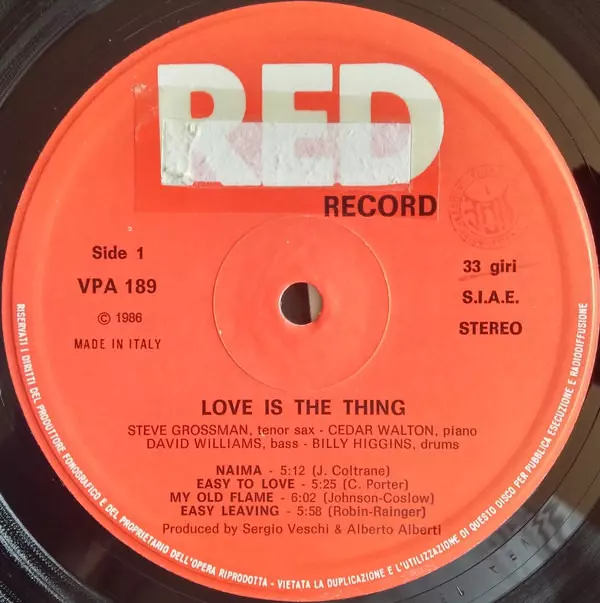 RED
RECORD
Side 1
VPA 189
© 1986
MADE IN ITALY
33 giri
S.I.A.E.
STEREO
LOVE IS THE THING
STEVE GROSSMAN, tenor sax - CEDAR WALTON, piano
DAVID WILLIAMS, bass - BILLY HIGGINS, drums
NAIMA - 5:12 (J. Coltrane)
EASY TO LOVE - 5:25 (C. Porter)
MY OLD FLAME - 6:02 (Johnson-Coslow)
EASY LEAVING - 5:58 (Robin-Rainger)
Produced by Sergio Veschi & Alberto Alberti
RISERVATI I DIRITTI DEL PRODUTTORE FONOGRAFICO E DEL PROPRIETARIO DELL'OPERA RIPRODOTTA - VIETATA LA DUPLICAZIONE E L'UTILIZZAZIONE DI QUESTO DISCO PER PUBBLICA ESECUZIONE E RADIODIFFUSIONE